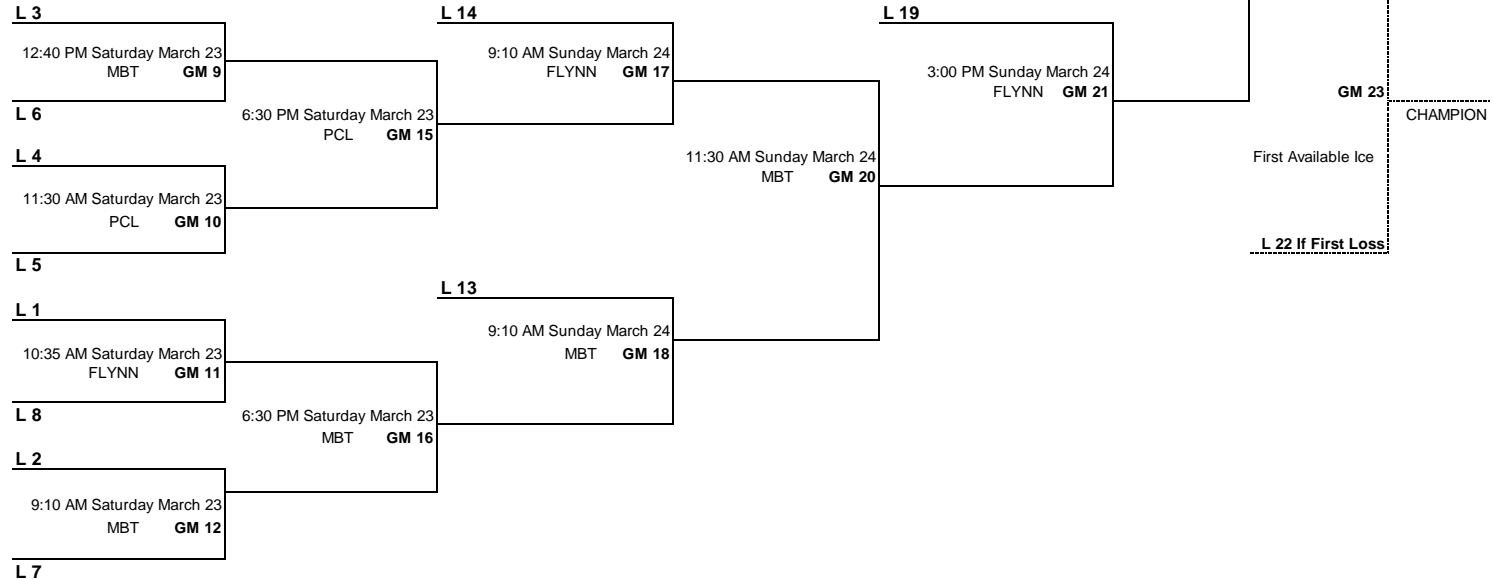 L 3
12:40 PM Saturday March 23
MBT GM 9
L 6
L 4
11:30 AM Saturday March 23
PCL GM 10
L 5
L 1
10:35 AM Saturday March 23
FLYNN GM 11
L 8
L 2
9:10 AM Saturday March 23
MBT GM 12
L 7
6:30 PM Saturday March 23
PCL GM 15
6:30 PM Saturday March 23
MBT GM 16
L 14
9:10 AM Sunday March 24
FLYNN GM 17
L 13
9:10 AM Sunday March 24
MBT GM 18
11:30 AM Sunday March 24
MBT GM 20
L 19
3:00 PM Sunday March 24
FLYNN GM 21
GM 23
CHAMPION
First Available Ice
L 22 If First Loss